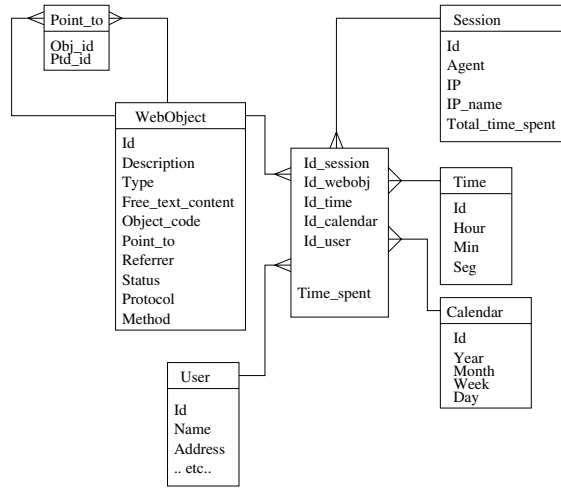 Point_to
Obj_id
Ptd_id
WebObject
Id
Description
Type
Free_text_content
Object_code
Point_to
Referrer
Status
Protocol
Method
User
Id
Name
Address
.. etc..
Id_session
Id_webobj
Id_time
Id_calendar
Id_user
Time_spent
Session
Id
Agent
IP
IP_name
Total_time_spent
Time
Id
Hour
Min
Seg
Calendar
Id
Year
Month
Week
Day